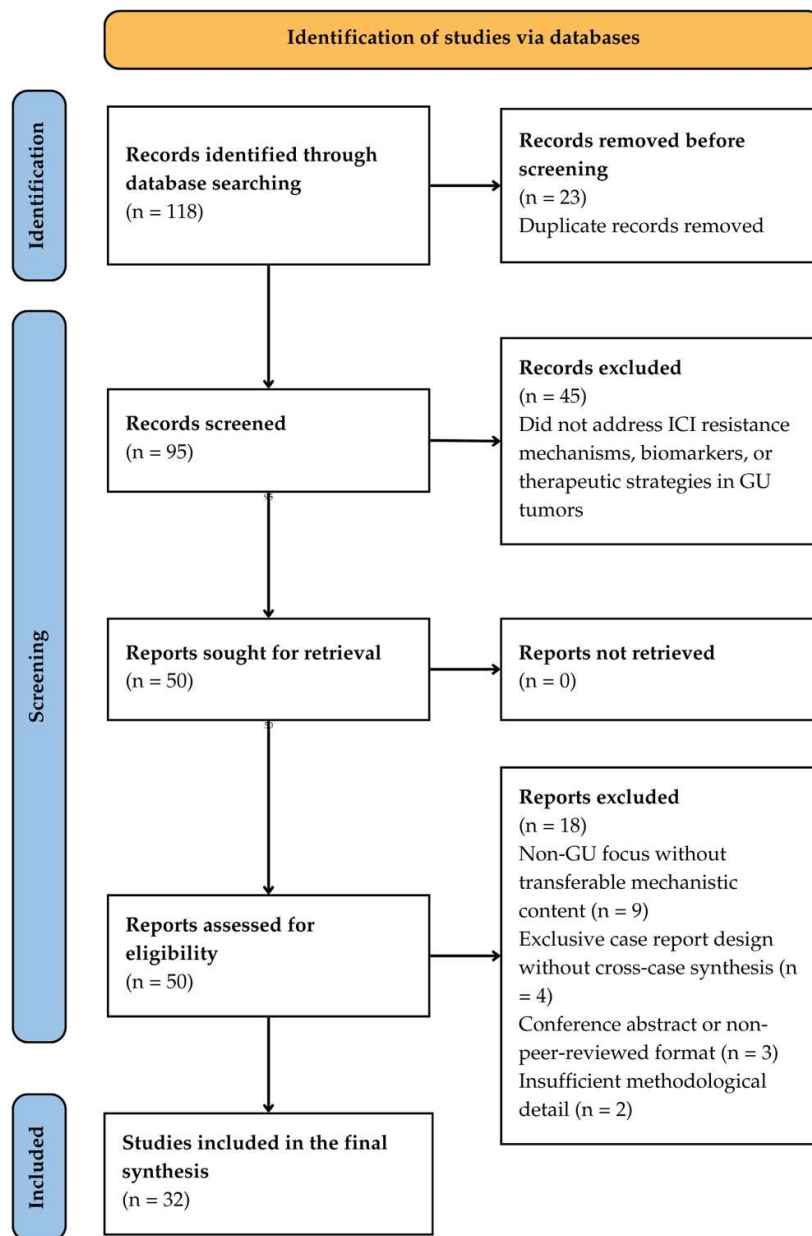 Identification of studies via databases
Identification
Records identified through
database searching
(n = 118)
Records removed before
screening
(n = 23)
Duplicate records removed
Screening
Records screened
(n = 95)
95
Records excluded
(n = 45)
Did not address ICI resistance
mechanisms, biomarkers, or
therapeutic strategies in GU
tumors
Reports sought for retrieval
(n = 50)
50
Reports not retrieved
(n = 0)
Reports assessed for
eligibility
(n = 50)
Reports excluded
(n = 18)
Non-GU focus without
transferable mechanistic
content (n = 9)
Exclusive case report design
without cross-case synthesis (n
= 4)
Conference abstract or non-
peer-reviewed format (n = 3)
Insufficient methodological
detail (n = 2)
Included
Studies included in the final
synthesis
(n = 32)